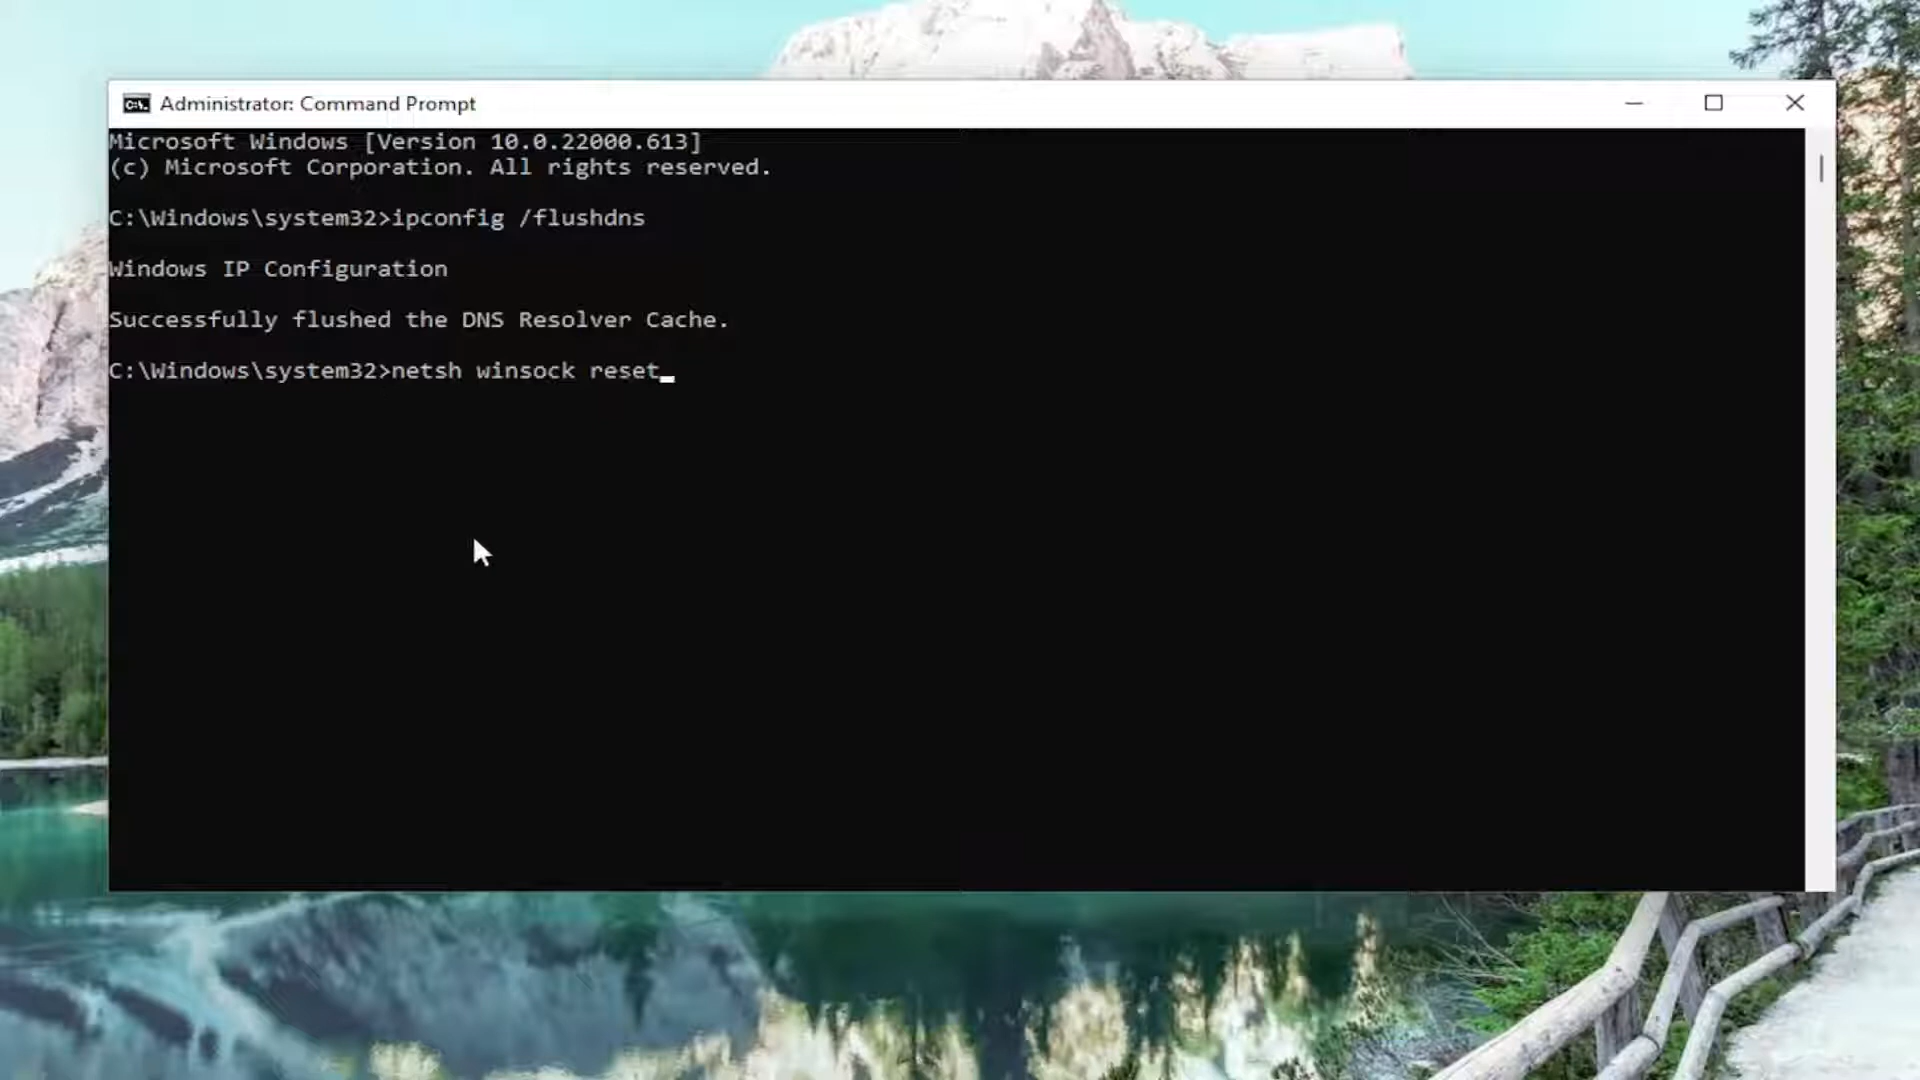 Administrator: Command Prompt
Microsoft Windows [Version 10.0.22000.613]
(c) Microsoft Corporation. All rights reserved.
C:\Windows\system32>ipconfig /flushdns
Windows IP Configuration
Successfully flushed the DNS Resolver Cache.
C:\Windows\system32>netsh winsock reset